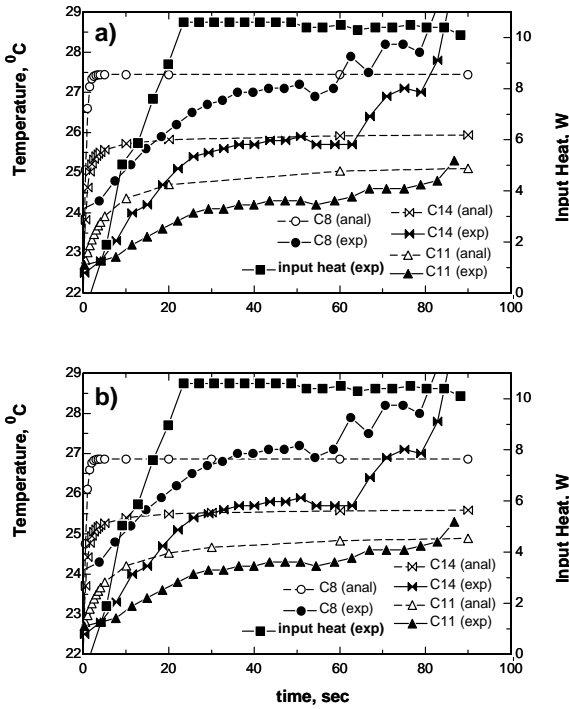 a)
Temperature, ⁰C
29
28
27
26
25
24
23
22
0
20
40
60
80
100
10
8
6
4
2
0
Input Heat, W
C8 (anal)
C8 (exp)
input heat (exp)
C14 (anal)
C14 (exp)
C11 (anal)
C11 (exp)
b)
Temperature, ⁰C
29
28
27
26
25
24
23
22
0
20
40
60
80
100
10
8
6
4
2
0
Input Heat, W
C8 (anal)
C8 (exp)
input heat (exp)
C14 (anal)
C14 (exp)
C11 (anal)
C11 (exp)
time, sec